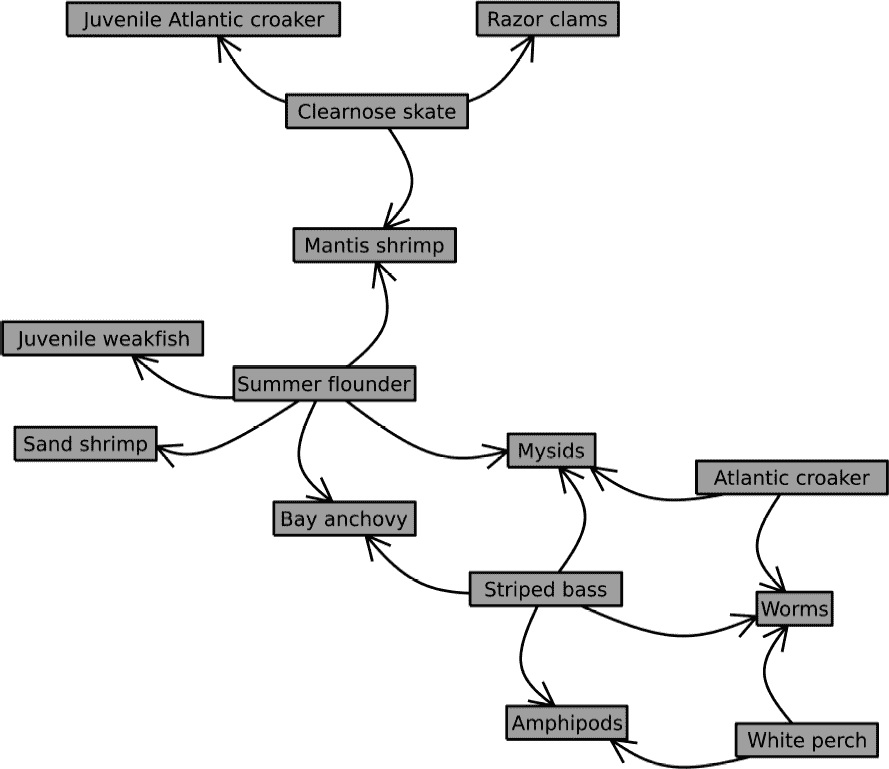 Juvenile Atlantic croaker
Razor clams
Clearnose skate
Mantis shrimp
Juvenile weakfish
Summer flounder
Sand shrimp
Mysids
Atlantic croaker
Bay anchovy
Striped bass
Worms
Amphipods
White perch